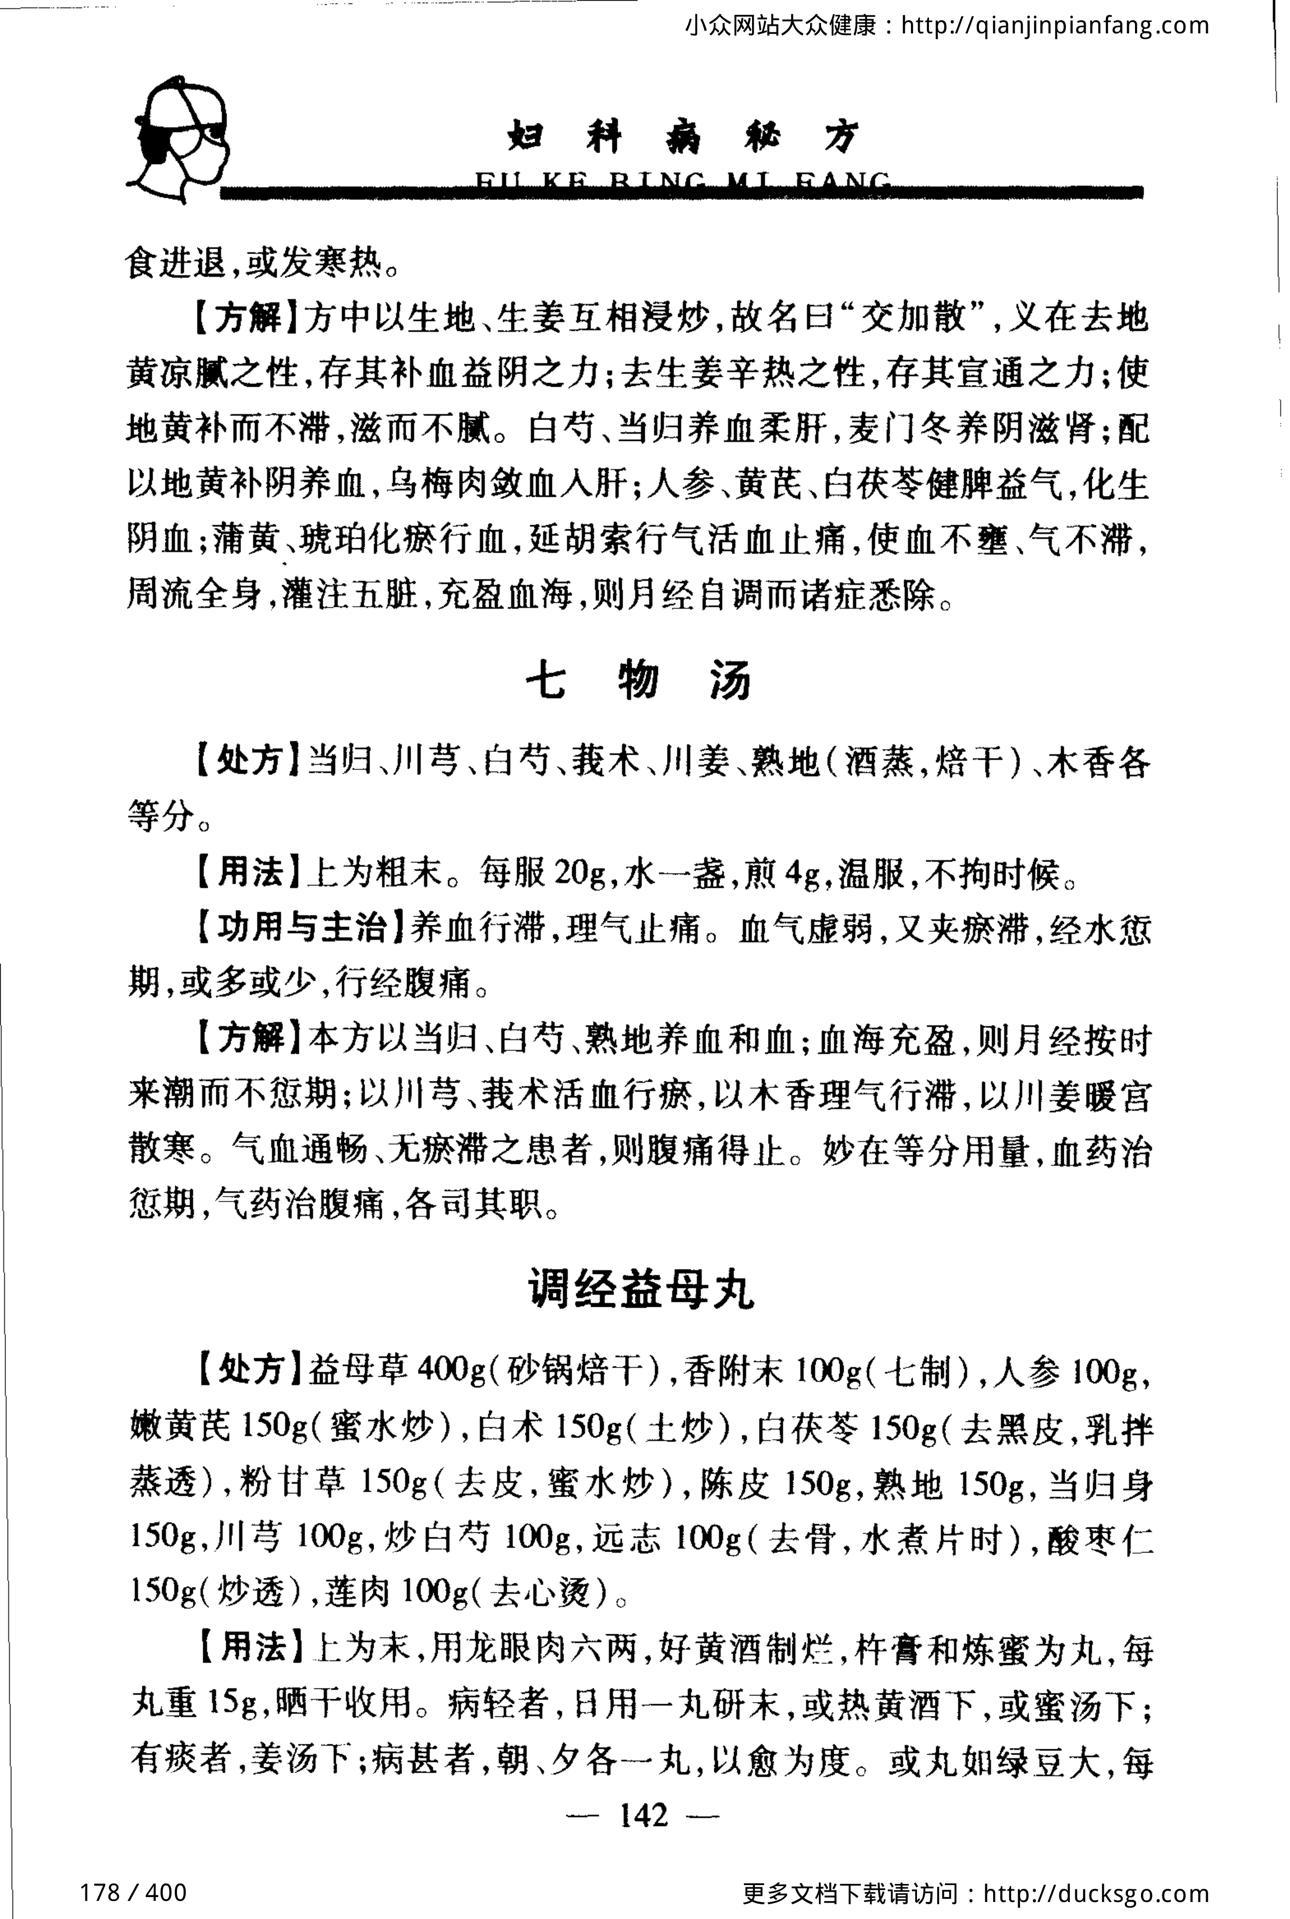 小众网站大众健康：http://qianjinpianfang.com
妇科病秘方
FU KE BING MI FANG
食进退,或发寒热。
【方解】方中以生地、生姜互相浸炒,故名曰“交加散”,义在去地
黄凉腻之性,存其补血益阴之力;去生姜辛热之性,存其宣通之力;使
地黄补而不滞,滋而不腻。白芍、当归养血柔肝,麦门冬养阴滋肾;配
以地黄补阴养血,乌梅肉敛血入肝;人参、黄芪、白茯苓健脾益气,化生
阴血;蒲黄、琥珀化瘀行血,延胡索行气活血止痛,使血不壅、气不滞,
周流全身,灌注五脏,充盈血海,则月经自调而诸症悉除。
七物汤
【处方】当归、川芎、白芍、莪术、川姜、熟地(酒蒸,焙干)、木香各
等分。
【用法】上为粗末。每服20g,水一盏,煎4g,温服,不拘时候。
【功用与主治】养血行滞,理气止痛。血气虚弱,又夹瘀滞,经水愆
期,或多或少,行经腹痛。
【方解】本方以当归、白芍、熟地养血和血;血海充盈,则月经按时
来潮而不愆期;以川芎、莪术活血行瘀,以木香理气行滞,以川姜暖宫
散寒。气血通畅、无瘀滞之患者,则腹痛得止。妙在等分用量,血药治
愆期,气药治腹痛,各司其职。
调经益母丸
【处方】益母草400g(砂锅焙干),香附末100g(七制),人参100g,
嫩黄芪150g(蜜水炒),白术150g(土炒),白茯苓150g(去黑皮,乳拌
蒸透),粉甘草150g(去皮,蜜水炒),陈皮150g,熟地150g,当归身
150g,川芎100g,炒白芍100g,远志100g(去骨,水煮片时),酸枣仁
150g(炒透),莲肉100g(去心烫)。
【用法】上为末,用龙眼肉六两,好黄酒制烂,杵膏和炼蜜为丸,每
丸重15g,晒干收用。病轻者,日用一丸研末,或热黄酒下,或蜜汤下;
有痰者,姜汤下;病甚者,朝、夕各一丸,以愈为度。或丸如绿豆大,每
— 142 —
178 / 400
更多文档下载请访问：http://ducksgo.com